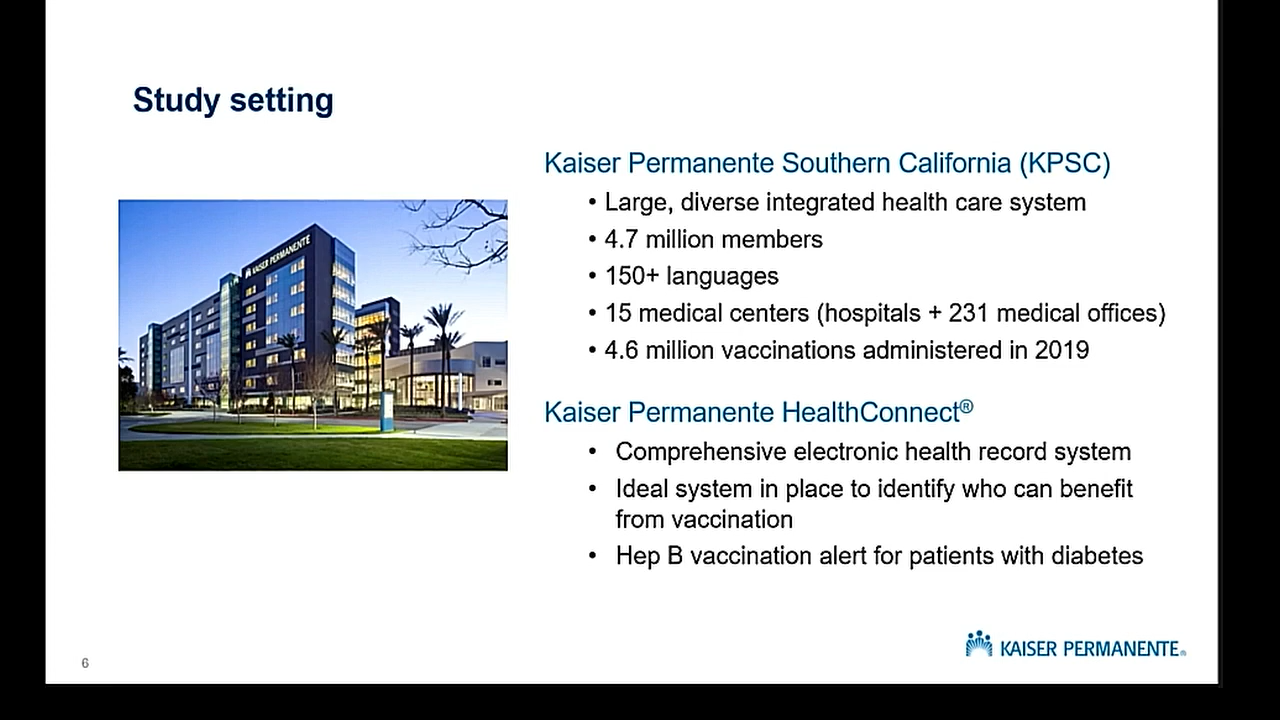 Study setting
KAISER PERMANENTE
Kaiser Permanente Southern California (KPSC)
• Large, diverse integrated health care system
• 4.7 million members
• 150+ languages
• 15 medical centers (hospitals + 231 medical offices)
• 4.6 million vaccinations administered in 2019
Kaiser Permanente HealthConnect®
• Comprehensive electronic health record system
• Ideal system in place to identify who can benefit
from vaccination
• Hep B vaccination alert for patients with diabetes
6
KAISER PERMANENTE®